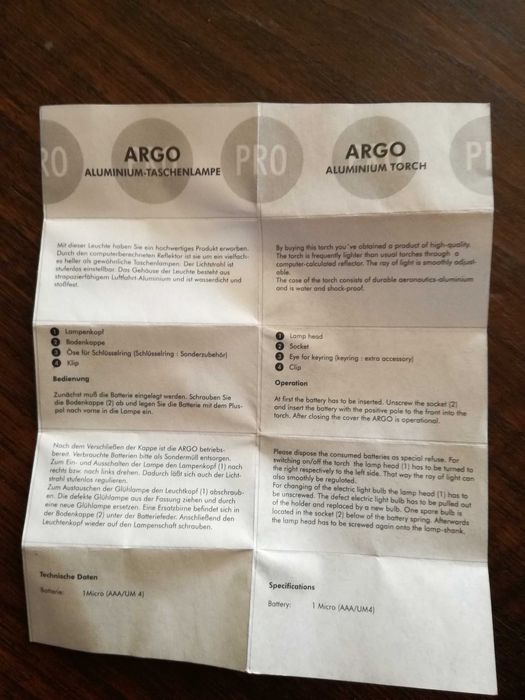 RO
ARGO
ALUMINIUM-TASCHENLAMPE
PRO
Mit dieser Leuchte haben Sie ein hochwertiges Produkt erworben.
Durch den computerberechneten Reflektor ist sie um ein vielfach-
es heller als gewöhnliche Taschenlampen. Der Lichtstrahl ist
stufenlos einstellbar. Das Gehäuse der Leuchte besteht aus
strapazierfähigem Luftfahrt-Aluminium und ist wasserdicht und
stoßfest.
1 Lampenkopf
2 Bodenkappe
3 Öse für Schlüsselring (Schlüsselring : Sonderzubehör)
4 Klip
Bedienung
Zunächst muß die Batterie eingelegt werden. Schrauben Sie
die Bodenkappe (2) ab und legen Sie die Batterie mit dem Plus-
pol nach vorne in die Lampe ein.
Nach dem Verschließen der Kappe ist die ARGO betriebs-
bereit. Verbrauchte Batterien bitte als Sondermüll entsorgen.
Zum Ein- und Ausschalten der Lampe den Lampenkopf (1) nach
rechts bzw. nach links drehen. Dadurch läßt sich auch der Licht-
strahl stufenlos regulieren.
Zum Austauschen der Glühlampe den Leuchtkopf (1) abschraub-
en. Die defekte Glühlampe aus der Fassung ziehen und durch
eine neue Glühlampe ersetzen. Eine Ersatzbirne befindet sich in
der Bodenkappe (2) unter der Batteriefeder. Anschließend den
Leuchtenkopf wieder auf den Lampenschaft schrauben.
Technische Daten
Batterie: 1Micro (AAA/UM 4)
ARGO
ALUMINIUM TORCH
PR
By buying this torch you've obtained a product of high-quality.
The torch is frequently lighter than usual torches through a
computer-calculated reflector. The ray of light is smoothly adjust-
able.
The case of the torch consists of durable aeronautics-aluminium
and is water and shock-proof.
1 Lamp head
2 Socket
3 Eye for keyring (keyring : extra accessory)
4 Clip
Operation
At first the battery has to be inserted. Unscrew the socket (2)
and insert the battery with the positive pole to the front into the
torch. After closing the cover the ARGO is operational.
Please dispose the consumed batteries as special refuse. For
switching on/off the torch the lamp head (1) has to be turned to
the right respectively to the left side. That way the ray of light can
also smoothly be regulated.
For changing of the electric light bulb the lamp head (1) has to
be unscrewed. The defect electric light bulb has to be pulled out
of the holder and replaced by a new bulb. One spare bulb is
located in the socket (2) below of the battery spring. Afterwards
the lamp head has to be screwed again onto the lamp-shank.
Specifications
Battery: 1 Micro (AAA/UM4)